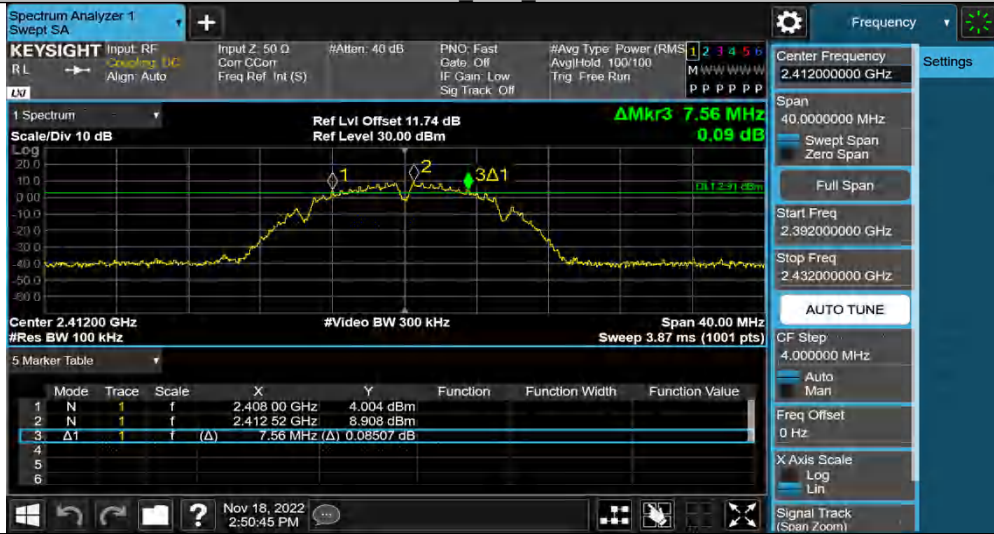 Spectrum Analyzer 1
Swept SA
Frequency
KEYSIGHT Input: RF
RL
Coupling: DC
Align: Auto
LXI
Input Z: 50 Ω
Corr CCorr
Freq Ref: Int (S)
#Atten: 40 dB
PNO: Fast
Gate: Off
IF Gain: Low
Sig Track: Off
#Avg Type: Power (RMS
Avg|Hold: 100/100
Trig: Free Run
1 2 3 4 5 6
M W W W W W
P P P P P P
Center Frequency
2.412000000 GHz
Settings
Span
40.0000000 MHz
Swept Span
Zero Span
Full Span
Start Freq
2.392000000 GHz
Stop Freq
2.432000000 GHz
AUTO TUNE
CF Step
4.000000 MHz
Auto
Man
Freq Offset
0 Hz
X Axis Scale
Log
Lin
Signal Track
(Span Zoom)
1 Spectrum
Scale/Div 10 dB
Ref Lvl Offset 11.74 dB
Ref Level 30.00 dBm
ΔMkr3 7.56 MHz
0.09 dB
Log
20.0
10.0
0.00
-10.0
-20.0
-30.0
-40.0
-50.0
-60.0
1
2
3Δ1
DL1 2.91 dBm
Center 2.41200 GHz
#Video BW 300 kHz
Span 40.00 MHz
#Res BW 100 kHz
Sweep 3.87 ms (1001 pts)
5 Marker Table
Mode Trace Scale X Y Function Function Width Function Value
1 N 1 f 2.408 00 GHz 4.004 dBm
2 N 1 f 2.412 52 GHz 8.908 dBm
3 Δ1 1 f (Δ) 7.56 MHz (Δ) 0.08507 dB
4
5
6
?
Nov 18, 2022
2:50:45 PM